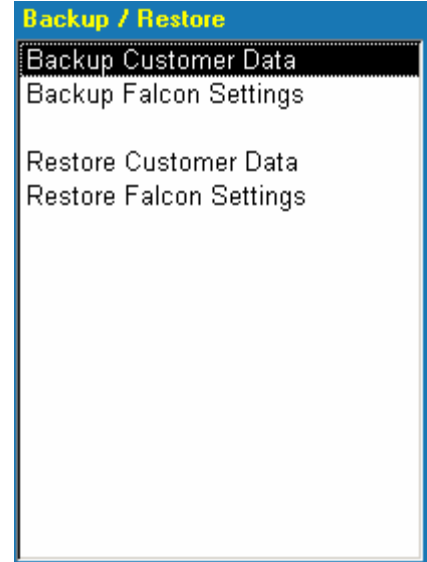 Backup / Restore
Backup Customer Data
Backup Falcon Settings
Restore Customer Data
Restore Falcon Settings